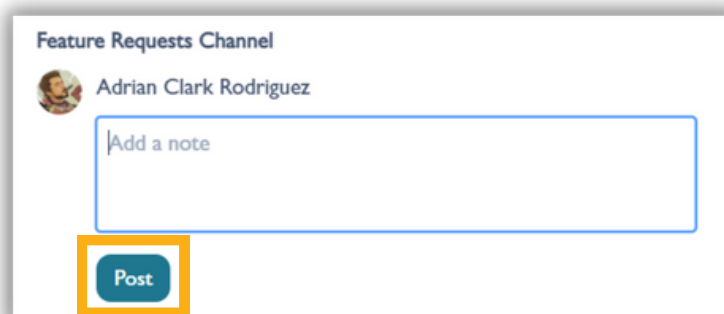 Feature Requests Channel
Adrian Clark Rodriguez
Add a note
Post